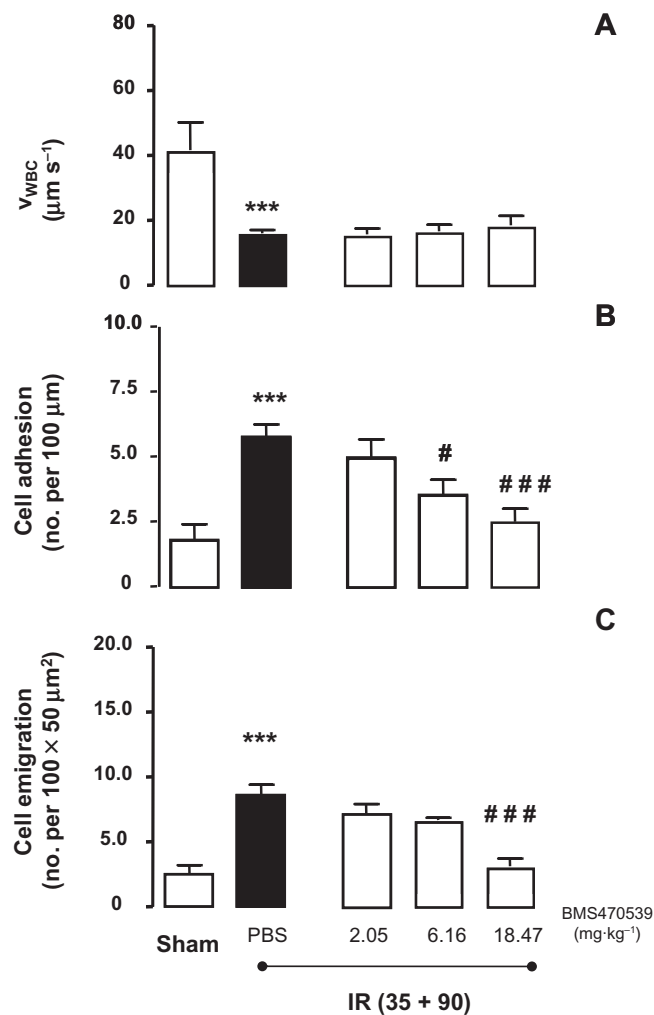 A
80
60
40
20
0
v_WBC
(µm s⁻¹)
***
B
10.0
7.5
5.0
2.5
0
Cell adhesion
(no. per 100 µm)
***
#
# # #
C
20.0
15.0
10.0
5.0
0
Cell emigration
(no. per 100 × 50 µm²)
***
# # #
Sham PBS 2.05 6.16 18.47
BMS470539
(mg·kg⁻¹)
IR (35 + 90)